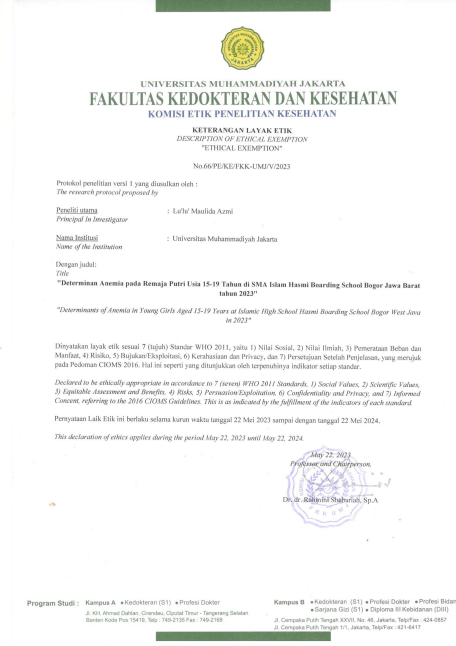 UNIVERSITAS MUHAMMADIYAH JAKARTA
FAKULTAS KEDOKTERAN DAN KESEHATAN
KOMISI ETIK PENELITIAN KESEHATAN
KETERANGAN LAYAK ETIK
DESCRIPTION OF ETHICAL EXEMPTION
"ETHICAL EXEMPTION"
No.66/PE/KE/FKK-UMJ/V/2023
Protokol penelitian versi 1 yang diusulkan oleh :
The research protocol proposed by
Peneliti utama : Lu'lu' Maulida Azmi
Principal In Investigator
Nama Institusi : Universitas Muhammadiyah Jakarta
Name of the Institution
Dengan judul:
Title
"Determinan Anemia pada Remaja Putri Usia 15-19 Tahun di SMA Islam Hasmi Boarding School Bogor Jawa Barat
tahun 2023"
"Determinants of Anemia in Young Girls Aged 15-19 Years at Islamic High School Hasmi Boarding School Bogor West Java
in 2023"
Dinyatakan layak etik sesuai 7 (tujuh) Standar WHO 2011, yaitu 1) Nilai Sosial, 2) Nilai Ilmiah, 3) Pemerataan Beban dan
Manfaat, 4) Risiko, 5) Bujukan/Eksploitasi, 6) Kerahasiaan dan Privacy, dan 7) Persetujuan Setelah Penjelasan, yang merujuk
pada Pedoman CIOMS 2016. Hal ini seperti yang ditunjukkan oleh terpenuhinya indikator setiap standar.
Declared to be ethically appropriate in accordance to 7 (seven) WHO 2011 Standards, 1) Social Values, 2) Scientific Values,
3) Equitable Assessment and Benefits, 4) Risks, 5) Persuasion/Exploitation, 6) Confidentiality and Privacy, and 7) Informed
Concent, referring to the 2016 CIOMS Guidelines. This is as indicated by the fulfillment of the indicators of each standard.
Pernyataan Laik Etik ini berlaku selama kurun waktu tanggal 22 Mei 2023 sampai dengan tanggal 22 Mei 2024.
This declaration of ethics applies during the period May 22, 2023 until May 22, 2024.
May 22, 2023
Professor and Chairperson,
Dr. dr. Rahmini Shabariah, Sp.A
Program Studi : Kampus A • Kedokteran (S1) • Profesi Dokter
Jl. KH. Ahmad Dahlan, Cirendeu, Ciputat Timur - Tangerang Selatan
Banten Kode Pos 15419, Telp : 749-2135 Fax : 749-2168
Kampus B • Kedokteran (S1) • Profesi Dokter • Profesi Bidan
• Sarjana Gizi (S1) • Diploma III Kebidanan (DIII)
Jl. Cempaka Putih Tengah XXVII, No. 46, Jakarta, Telp/Fax : 424-0857
Jl. Cempaka Putih Tengah 1/1, Jakarta, Telp/Fax : 421-6417